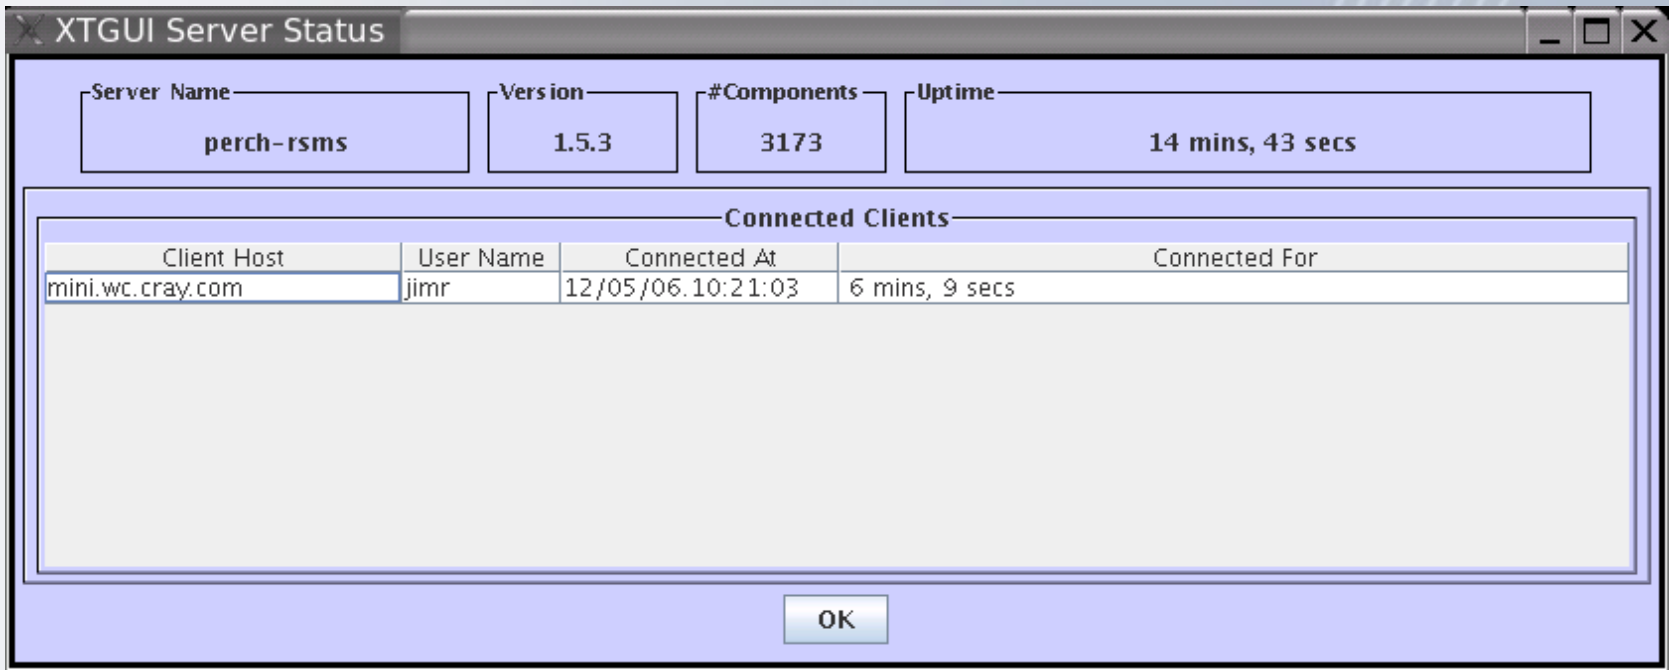 XTGUI Server Status
Server Name Version #Components Uptime
perch-rsms 1.5.3 3173 14 mins, 43 secs
Connected Clients
Client Host User Name Connected At Connected For
mini.wc.cray.com jimr 12/05/06.10:21:03 6 mins, 9 secs
OK